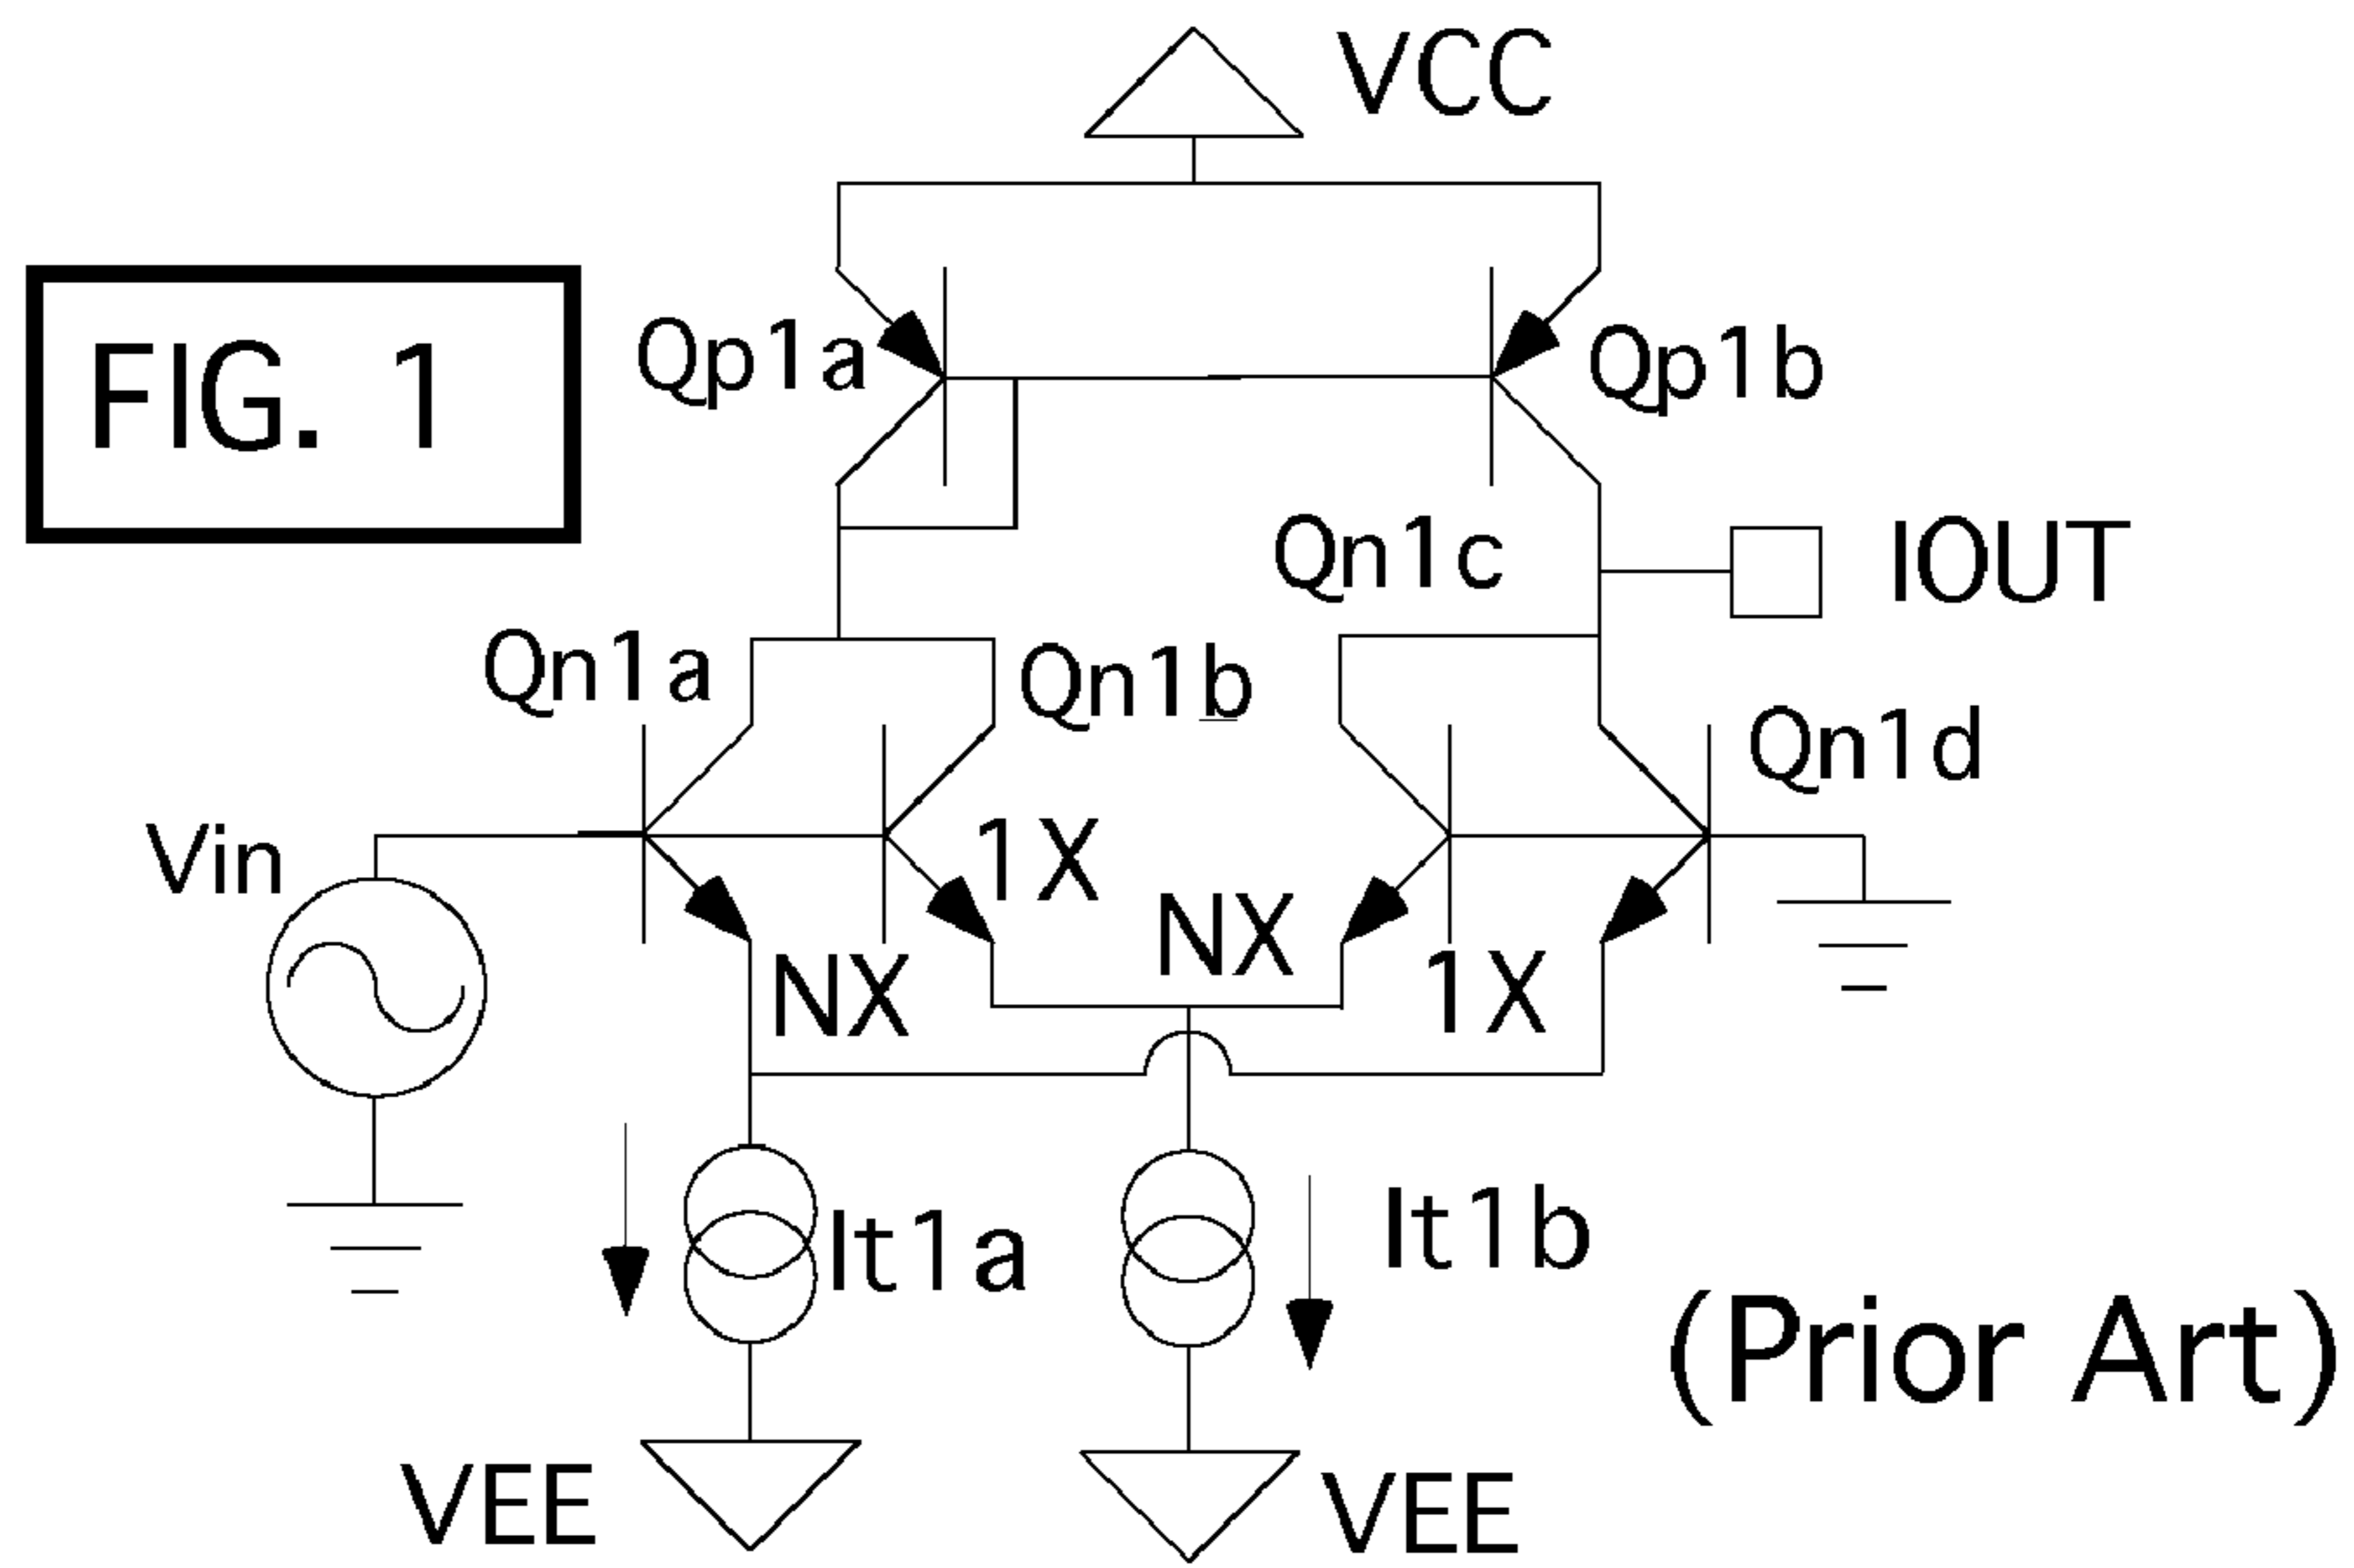 VCC
FIG. 1
Qp1a
Qp1b
Qn1c
IOUT
Qn1a
Qn1b
Qn1d
Vin
1X
NX
NX
1X
It1a
It1b
(Prior Art)
VEE
VEE